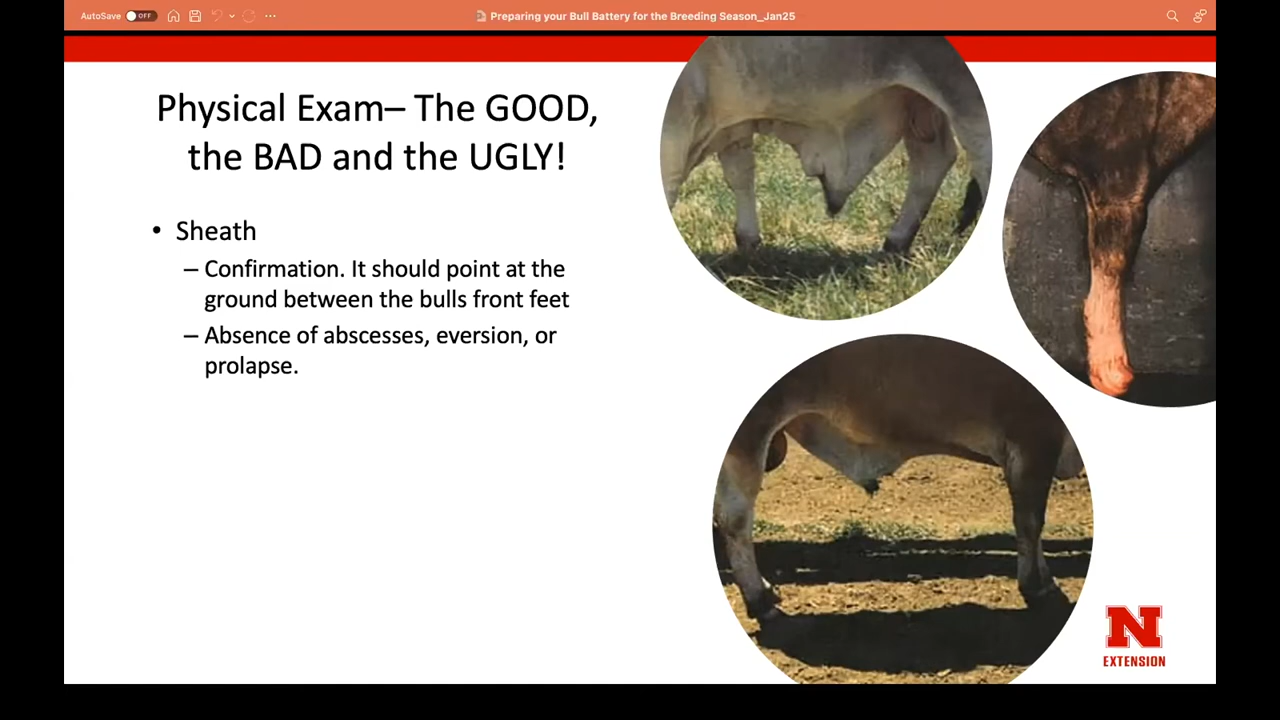 AutoSave OFF
Preparing your Bull Battery for the Breeding Season_Jan25
Physical Exam– The GOOD,
the BAD and the UGLY!
• Sheath
– Confirmation. It should point at the
ground between the bulls front feet
– Absence of abscesses, eversion, or
prolapse.
N
EXTENSION